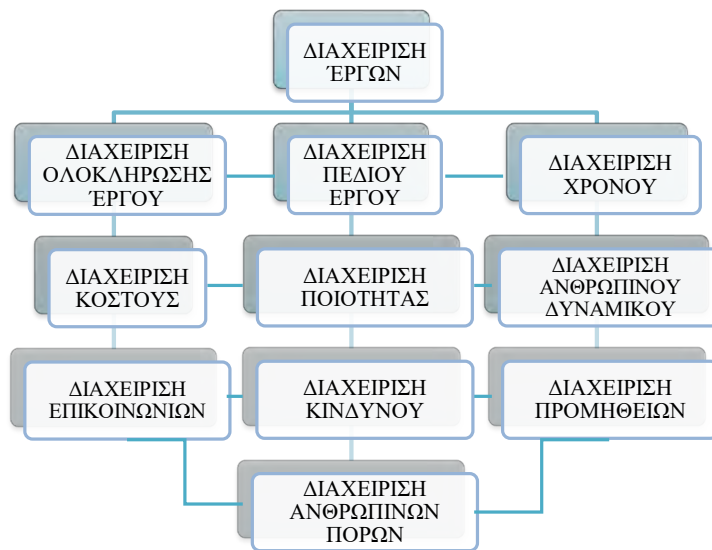 ΔΙΑΧΕΙΡΙΣΗ
ΈΡΓΩΝ
ΔΙΑΧΕΙΡΙΣΗ
ΟΛΟΚΛΗΡΩΣΗΣ
ΈΡΓΟΥ
ΔΙΑΧΕΙΡΙΣΗ
ΠΕΔΙΟΥ
ΕΡΓΟΥ
ΔΙΑΧΕΙΡΙΣΗ
ΧΡΟΝΟΥ
ΔΙΑΧΕΙΡΙΣΗ
ΚΟΣΤΟΥΣ
ΔΙΑΧΕΙΡΙΣΗ
ΠΟΙΟΤΗΤΑΣ
ΔΙΑΧΕΙΡΙΣΗ
ΑΝΘΡΩΠΙΝΟΥ
ΔΥΝΑΜΙΚΟΥ
ΔΙΑΧΕΙΡΙΣΗ
ΕΠΙΚΟΙΝΩΝΙΩΝ
ΔΙΑΧΕΙΡΙΣΗ
ΚΙΝΔΥΝΟΥ
ΔΙΑΧΕΙΡΙΣΗ
ΠΡΟΜΗΘΕΙΩΝ
ΔΙΑΧΕΙΡΙΣΗ
ΑΝΘΡΩΠΙΝΩΝ
ΠΟΡΩΝ